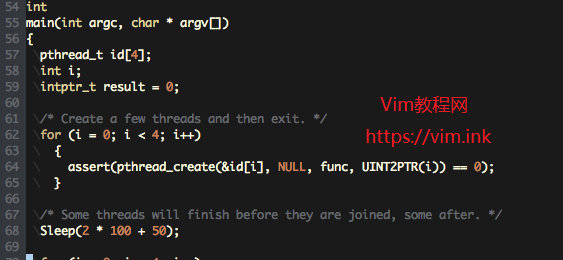 54 int
55 main(int argc, char * argv[])
56 {
57 \pthread_t id[4];
58 \int i;
59 \intptr_t result = 0;
60
61 \/* Create a few threads and then exit. */
62 \for (i = 0; i < 4; i++)
63 \  {
64 \    assert(pthread_create(&id[i], NULL, func, UINT2PTR(i)) == 0);
65 \  }
66
67 \/* Some threads will finish before they are joined, some after. */
68 \Sleep(2 * 100 + 50);
69
Vim教程网
https://vim.ink